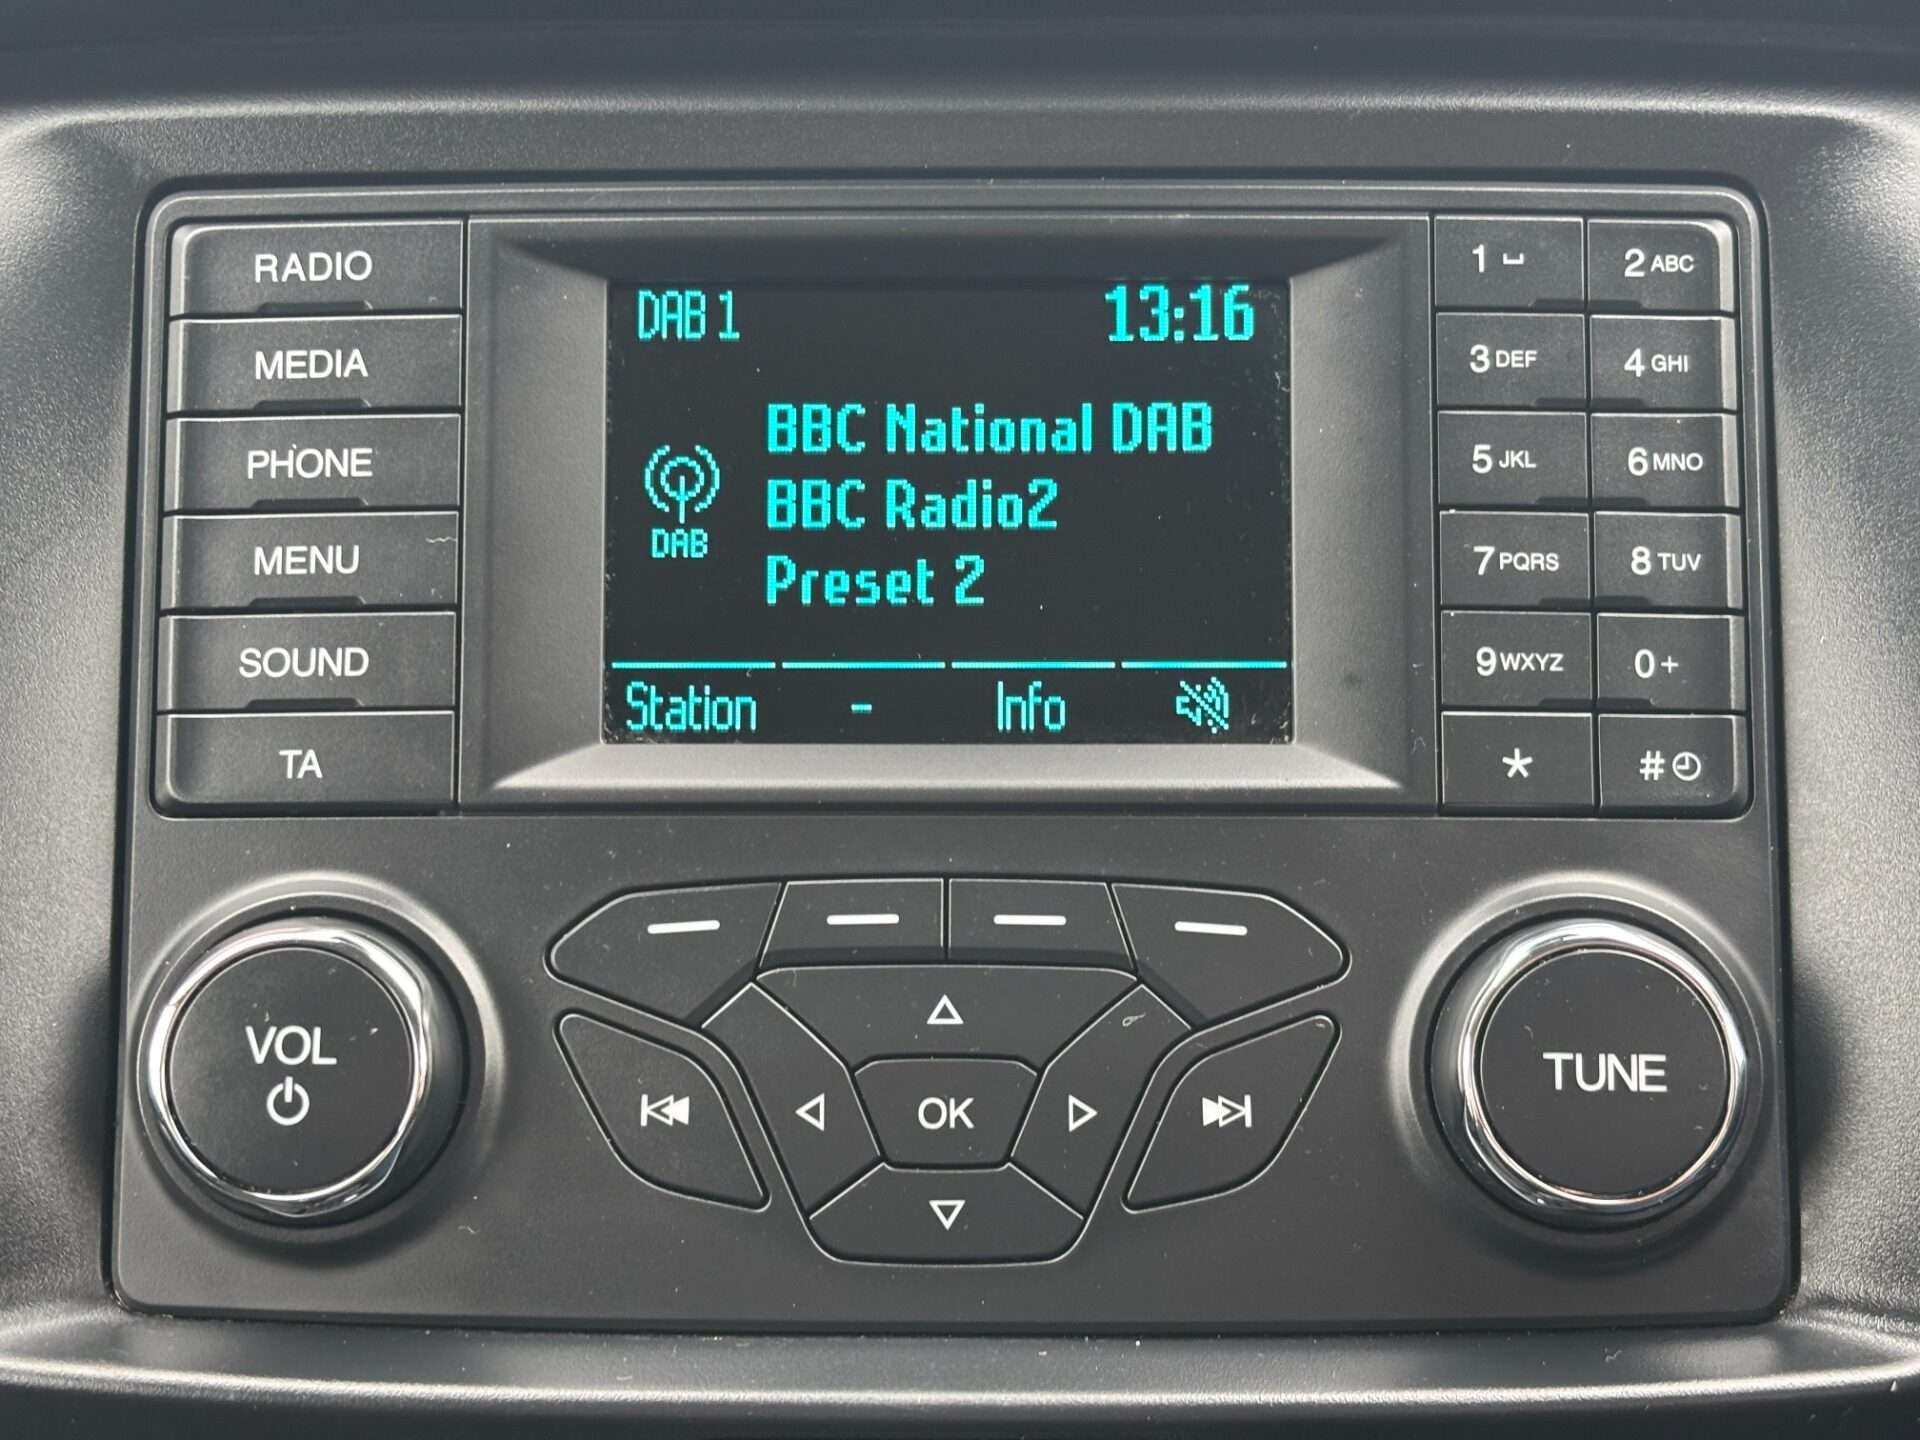 RADIO
MEDIA
PHONE
MENU
SOUND
TA
DAB 1 13:16
BBC National DAB
BBC Radio2
DAB
Preset 2
Station - Info
1 2 ABC
3 DEF 4 GHI
5 JKL 6 MNO
7 PQRS 8 TUV
9 WXYZ 0 +
* #
VOL
OK
TUNE